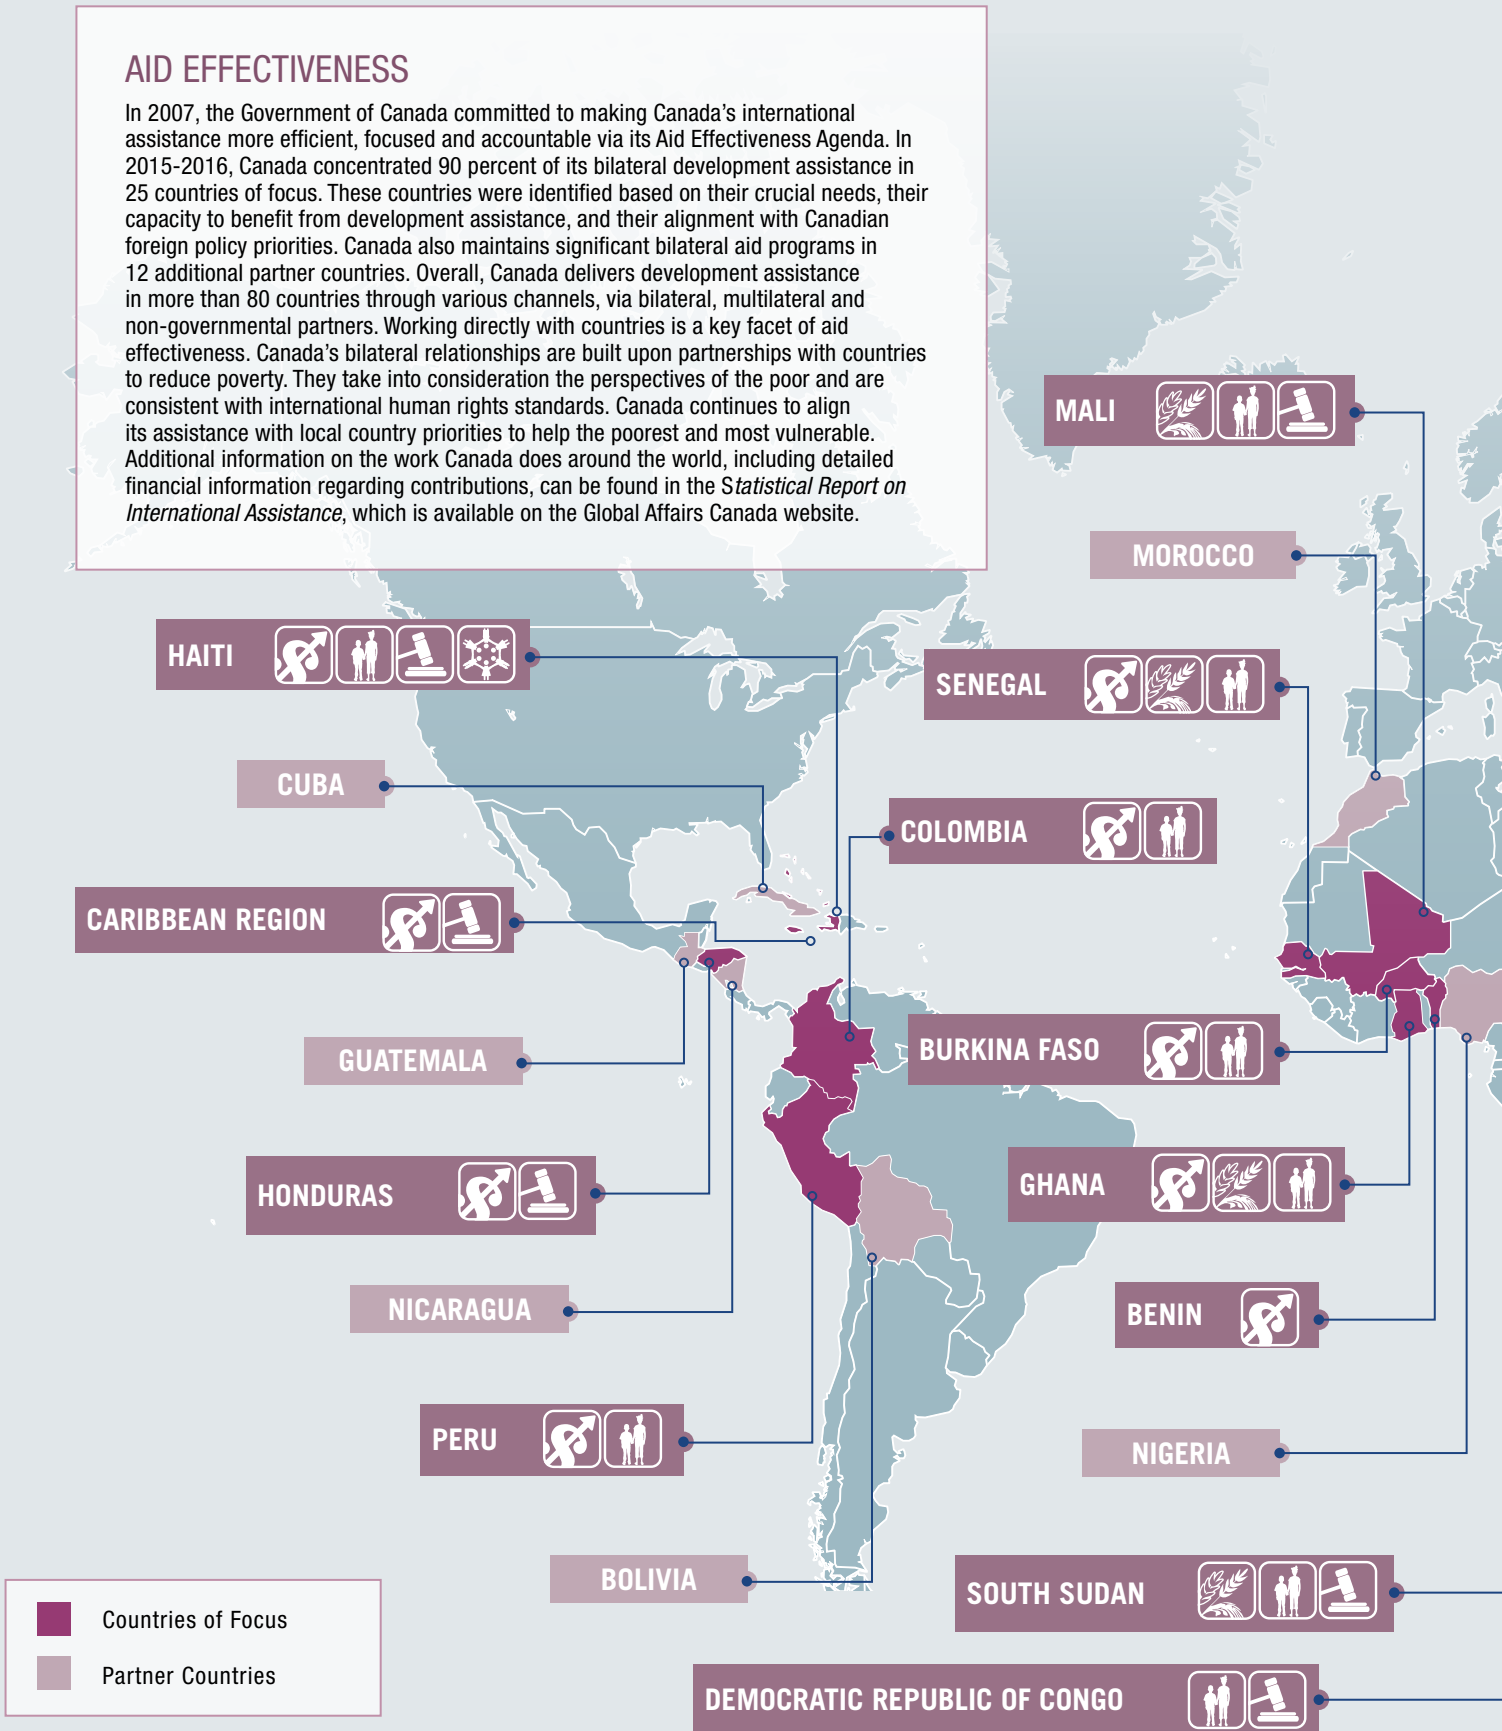 AID EFFECTIVENESS
In 2007, the Government of Canada committed to making Canada's international
assistance more efficient, focused and accountable via its Aid Effectiveness Agenda. In
2015-2016, Canada concentrated 90 percent of its bilateral development assistance in
25 countries of focus. These countries were identified based on their crucial needs, their
capacity to benefit from development assistance, and their alignment with Canadian
foreign policy priorities. Canada also maintains significant bilateral aid programs in
12 additional partner countries. Overall, Canada delivers development assistance
in more than 80 countries through various channels, via bilateral, multilateral and
non-governmental partners. Working directly with countries is a key facet of aid
effectiveness. Canada's bilateral relationships are built upon partnerships with countries
to reduce poverty. They take into consideration the perspectives of the poor and are
consistent with international human rights standards. Canada continues to align
its assistance with local country priorities to help the poorest and most vulnerable.
Additional information on the work Canada does around the world, including detailed
financial information regarding contributions, can be found in the Statistical Report on
International Assistance, which is available on the Global Affairs Canada website.
MALI
MOROCCO
HAITI
SENEGAL
CUBA
COLOMBIA
CARIBBEAN REGION
BURKINA FASO
GUATEMALA
GHANA
HONDURAS
NICARAGUA
BENIN
PERU
NIGERIA
BOLIVIA
SOUTH SUDAN
Countries of Focus
Partner Countries
DEMOCRATIC REPUBLIC OF CONGO